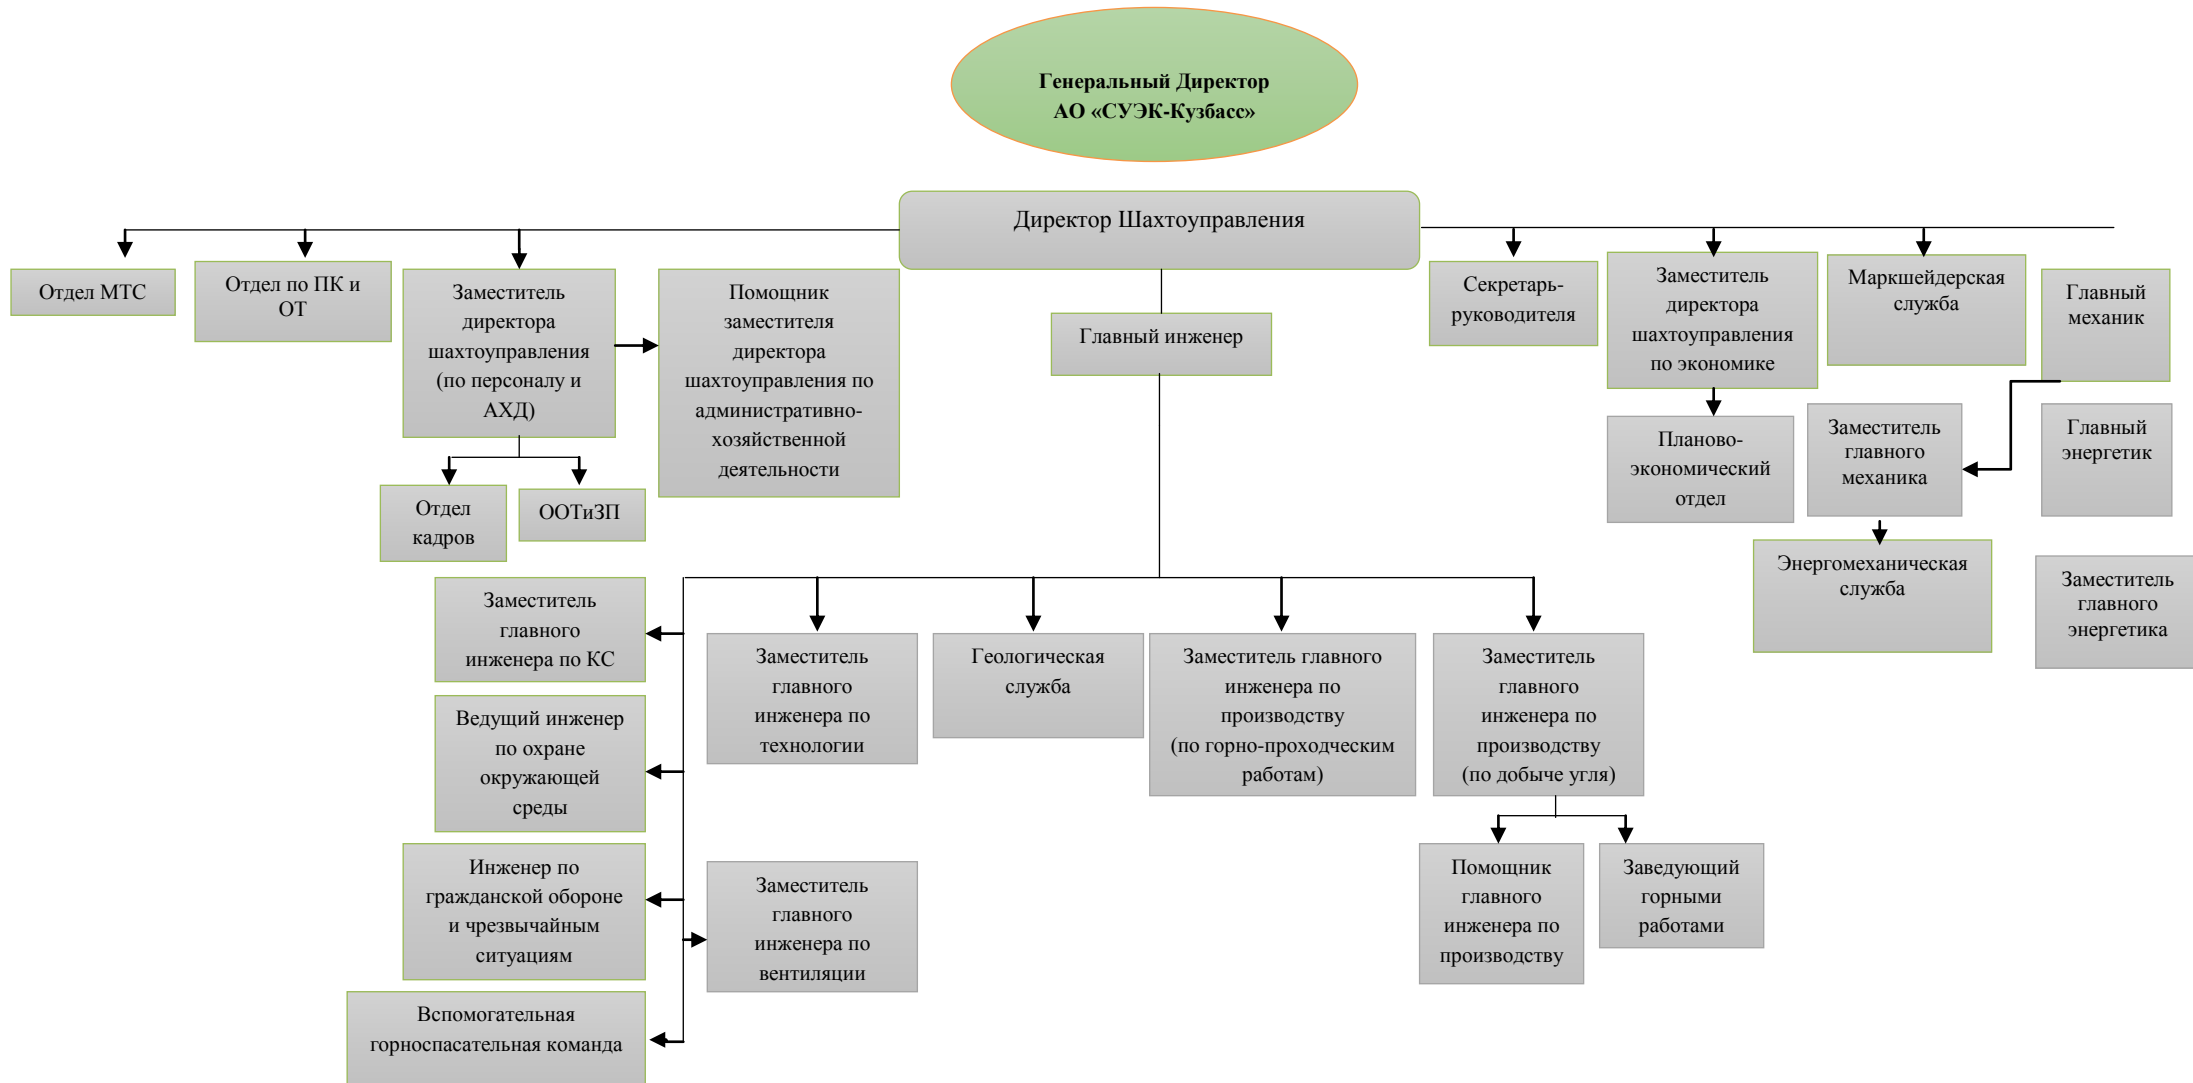 Генеральный Директор
АО «СУЭК-Кузбасс»
Директор Шахтоуправления
Отдел МТС
Отдел по ПК и
ОТ
Заместитель
директора
шахтоуправления
(по персоналу и
АХД)
Помощник
заместителя
директора
шахтоуправления по
административно-
хозяйственной
деятельности
Главный инженер
Секретарь-
руководителя
Заместитель
директора
шахтоуправления
по экономике
Маркшейдерская
служба
Главный
механик
Планово-
экономический
отдел
Заместитель
главного
механика
Главный
энергетик
Отдел
кадров
ООТиЗП
Энергомеханическая
служба
Заместитель
главного
энергетика
Заместитель
главного
инженера по КС
Заместитель
главного
инженера по
технологии
Геологическая
служба
Заместитель главного
инженера по
производству
(по горно-проходческим
работам)
Заместитель
главного
инженера по
производству
(по добыче угля)
Ведущий инженер
по охране
окружающей
среды
Инженер по
гражданской обороне
и чрезвычайным
ситуациям
Заместитель
главного
инженера по
вентиляции
Помощник
главного
инженера по
производству
Заведующий
горными
работами
Вспомогательная
горноспасательная команда